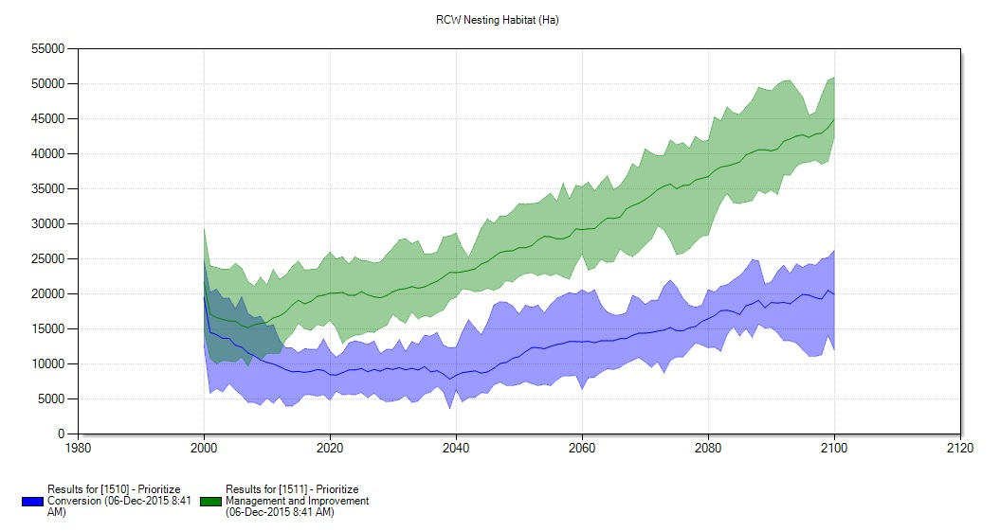 RCW Nesting Habitat (Ha)
55000
50000
45000
40000
35000
30000
25000
20000
15000
10000
5000
0
1980 2000 2020 2040 2060 2080 2100 2120
Results for [1510] - Prioritize
Conversion (06-Dec-2015 8:41
AM)
Results for [1511] - Prioritize
Management and Improvement
(06-Dec-2015 8:41 AM)